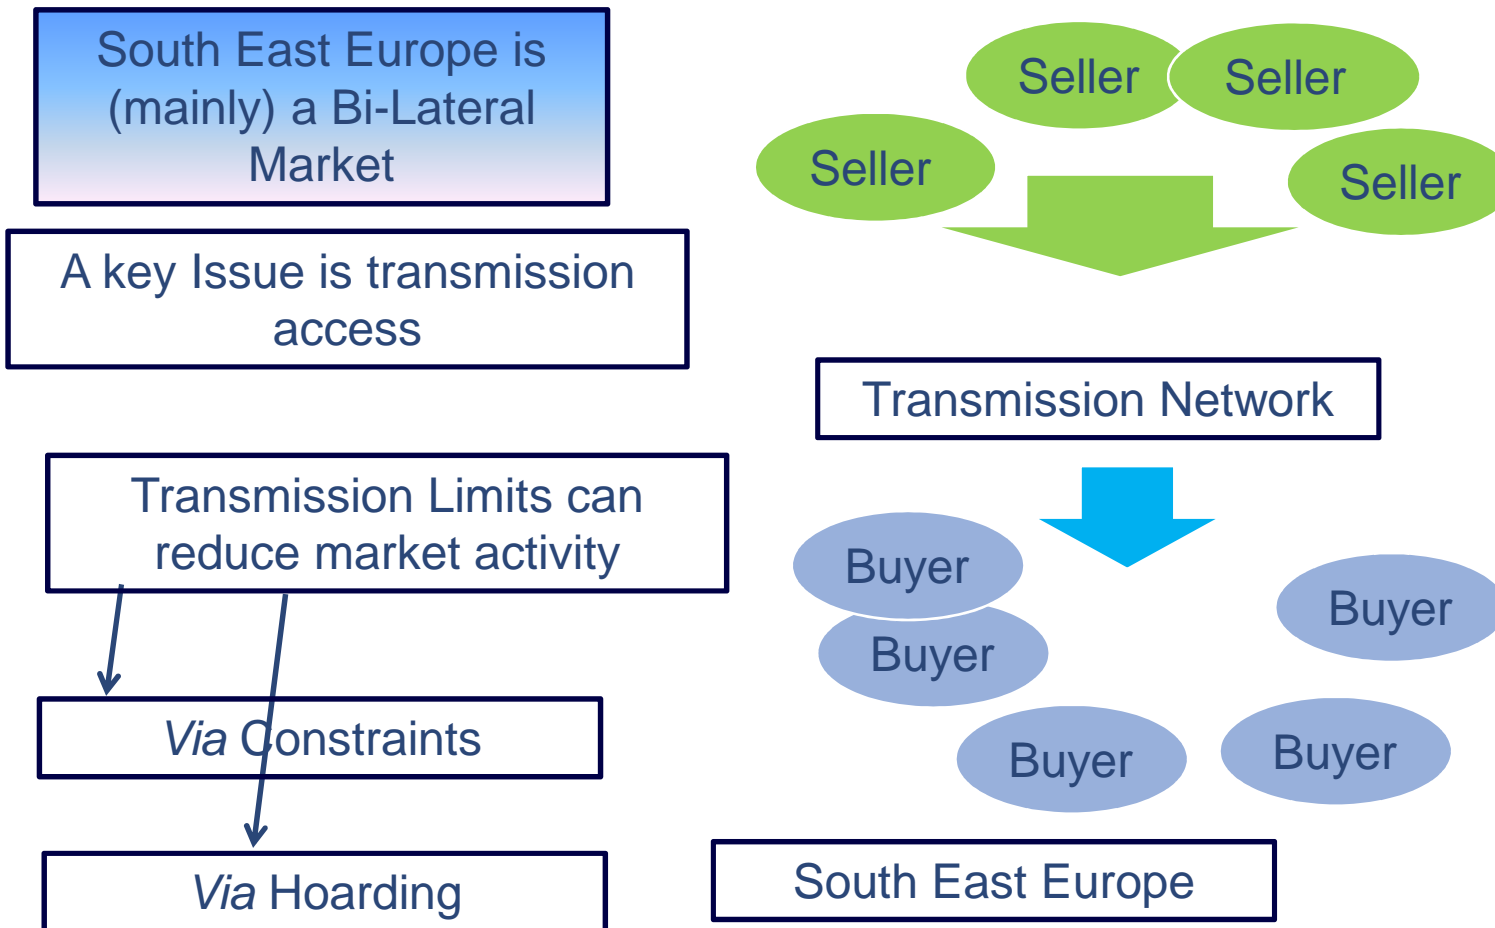 South East Europe is
(mainly) a Bi-Lateral
Market
A key Issue is transmission
access
Transmission Limits can
reduce market activity
Via Constraints
Via Hoarding
Seller
Seller
Seller
Seller
Transmission Network
Buyer
Buyer
Buyer
Buyer
Buyer
South East Europe